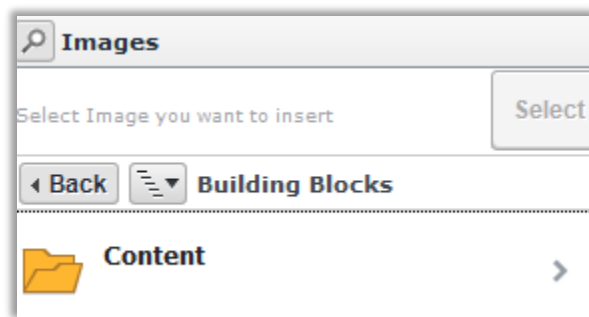 Images
Select Image you want to insert
Select
Back
Building Blocks
Content